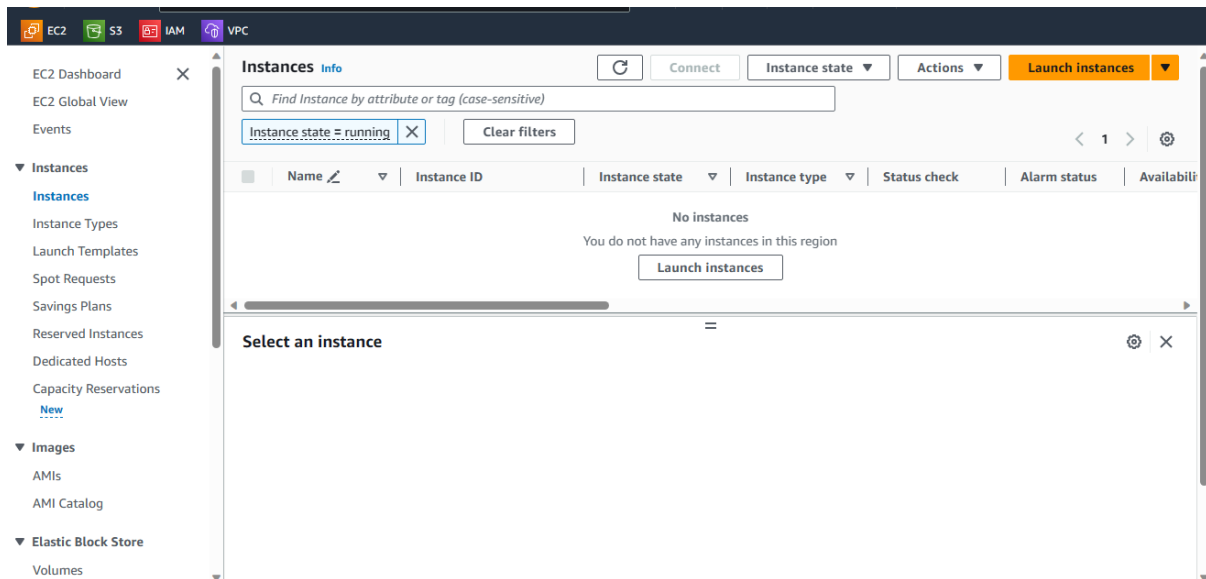 EC2 S3 IAM VPC
EC2 Dashboard
EC2 Global View
Events
Instances
Instances
Instance Types
Launch Templates
Spot Requests
Savings Plans
Reserved Instances
Dedicated Hosts
Capacity Reservations
New
Images
AMIs
AMI Catalog
Elastic Block Store
Volumes
Instances Info Connect Instance state Actions Launch instances
Find Instance by attribute or tag (case-sensitive)
Instance state = running Clear filters 1
Name Instance ID Instance state Instance type Status check Alarm status Availabili
No instances
You do not have any instances in this region
Launch instances
Select an instance